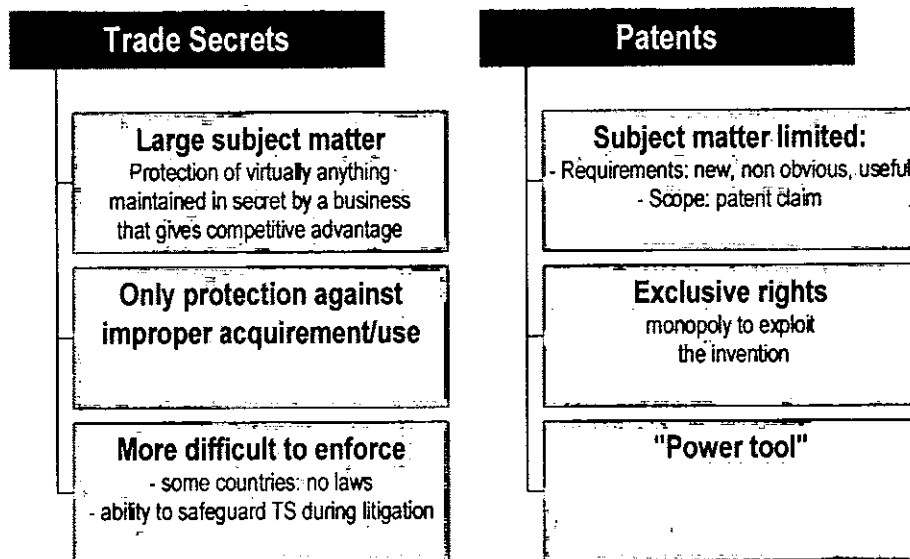 Trade Secrets
Large subject matter
Protection of virtually anything
maintained in secret by a business
that gives competitive advantage
Only protection against
improper acquirement/use
More difficult to enforce
- some countries: no laws
- ability to safeguard TS during litigation
Patents
Subject matter limited:
- Requirements: new, non obvious, useful
- Scope: patent claim
Exclusive rights
monopoly to exploit
the invention
"Power tool"